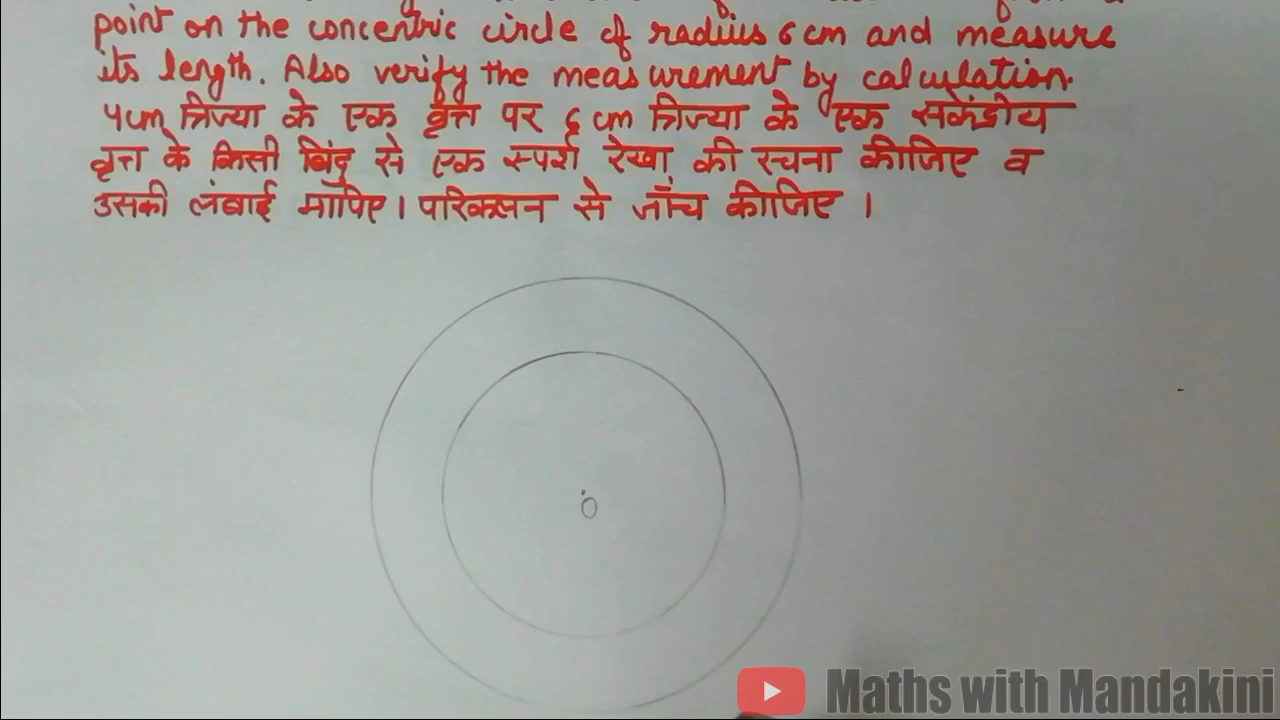 point on the concentric circle of radius 6 cm and measure
its length. Also verify the measurement by calculation.
4cm त्रिज्या के एक वृत्त पर 6 cm त्रिज्या के एक सकेंद्रीय
वृत्त के किसी बिंदु से एक स्पर्श रेखा की रचना कीजिए व
उसकी लंबाई मापिए। परिकलन से जाँच कीजिए ।
O
Maths with Mandakini